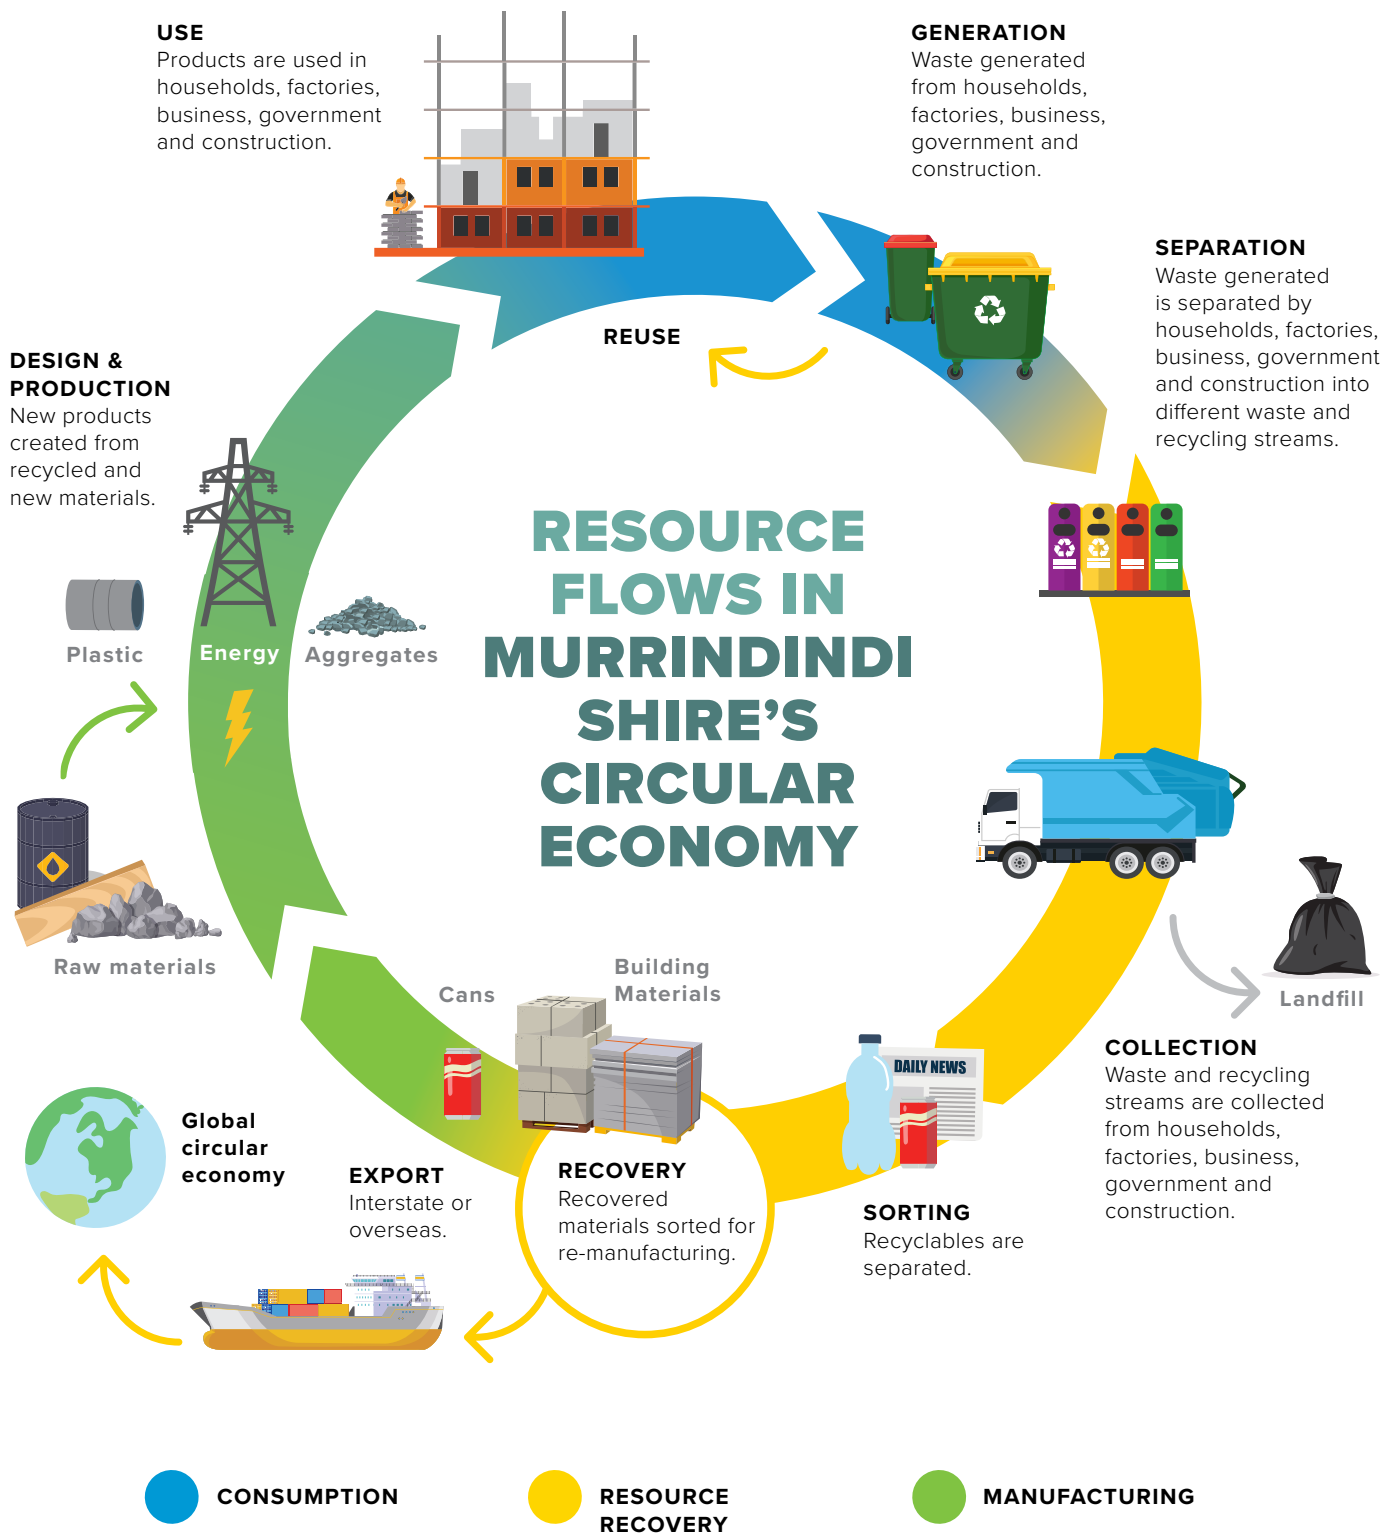 USE
Products are used in
households, factories,
business, government
and construction.
GENERATION
Waste generated
from households,
factories, business,
government and
construction.
SEPARATION
Waste generated
is separated by
households, factories,
business, government
and construction into
different waste and
recycling streams.
REUSE
DESIGN &
PRODUCTION
New products
created from
recycled and
new materials.
RESOURCE
FLOWS IN
MURRINDINDI
SHIRE’S
CIRCULAR
ECONOMY
Plastic
Energy
Aggregates
Raw materials
Cans
Building
Materials
Landfill
DAILY NEWS
COLLECTION
Waste and recycling
streams are collected
from households,
factories, business,
government and
construction.
Global
circular
economy
EXPORT
Interstate or
overseas.
RECOVERY
Recovered
materials sorted for
re-manufacturing.
SORTING
Recyclables are
separated.
CONSUMPTION
RESOURCE
RECOVERY
MANUFACTURING